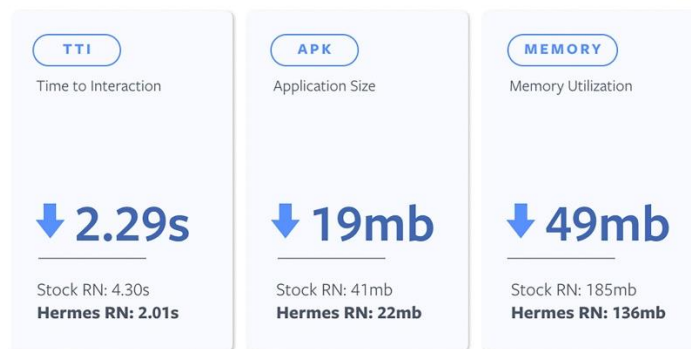 TTI
Time to Interaction
2.29s
Stock RN: 4.30s
Hermes RN: 2.01s
APK
Application Size
19mb
Stock RN: 41mb
Hermes RN: 22mb
MEMORY
Memory Utilization
49mb
Stock RN: 185mb
Hermes RN: 136mb